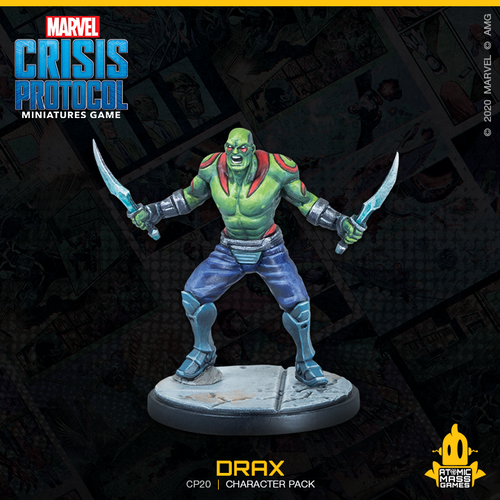 MARVEL
CRISIS
PROTOCOL
MINIATURES GAME
© 2020 MARVEL © AMG
DRAX
CP20 | CHARACTER PACK
ATOMIC
MASS
GAMES